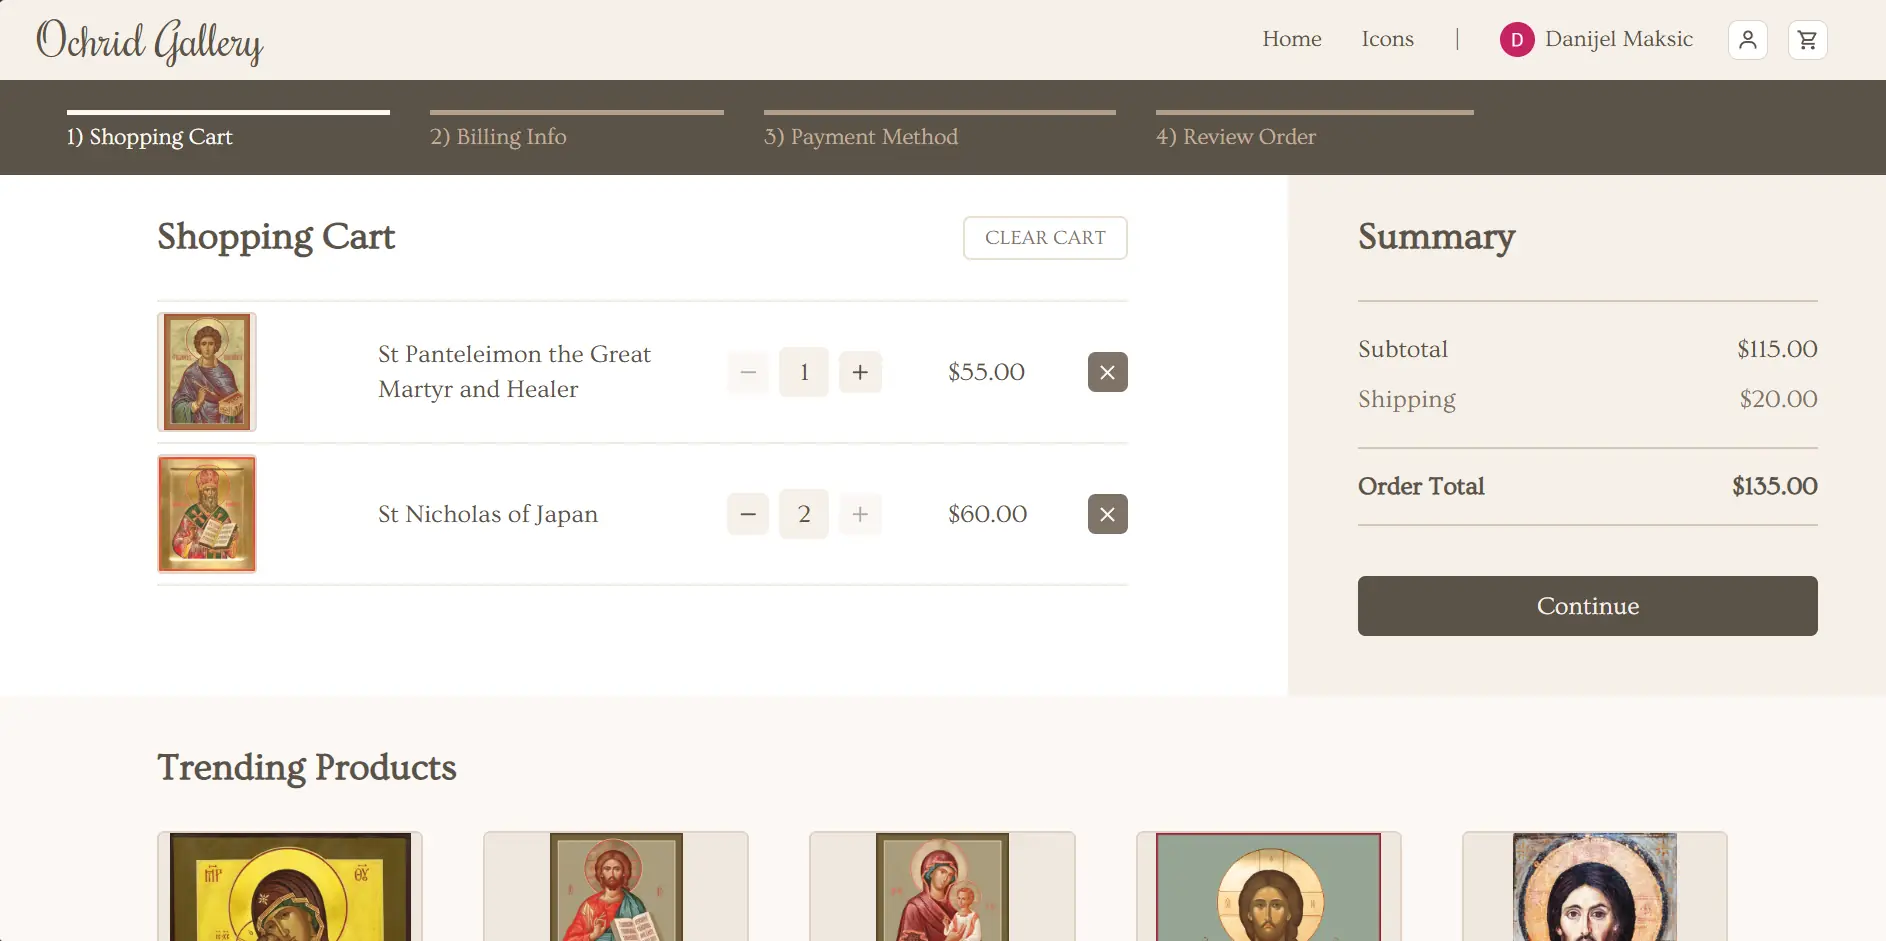 Ochrid Gallery
Home
Icons
|
D
Danijel Maksic
1) Shopping Cart
2) Billing Info
3) Payment Method
4) Review Order
Shopping Cart
CLEAR CART
St Panteleimon the Great
Martyr and Healer
1
$55.00
St Nicholas of Japan
2
$60.00
Summary
Subtotal
$115.00
Shipping
$20.00
Order Total
$135.00
Continue
Trending Products